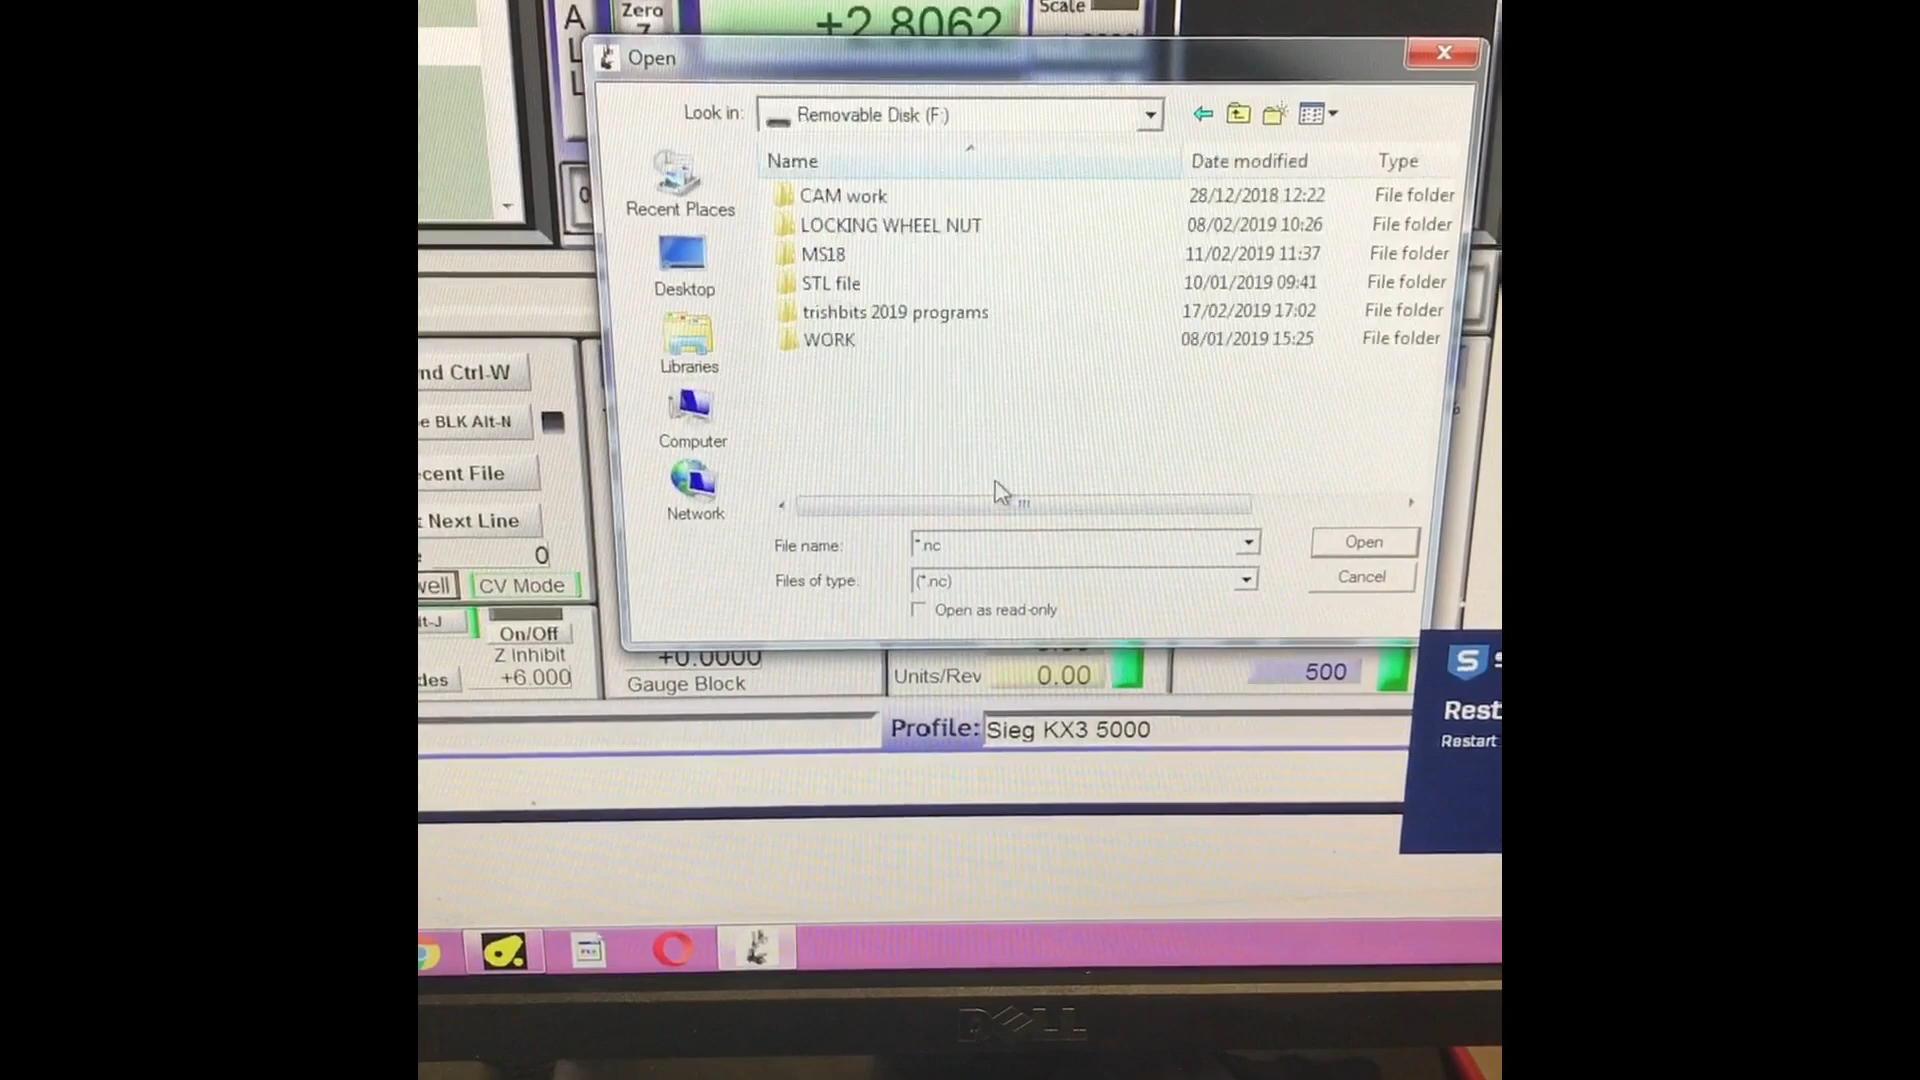 A
Zero
Z
+2.8062
Scale
Open
X
Look in:
Removable Disk (F:)
Name
Date modified
Type
CAM work
28/12/2018 12:22
File folder
LOCKING WHEEL NUT
08/02/2019 10:26
File folder
MS18
11/02/2019 11:37
File folder
STL file
10/01/2019 09:41
File folder
trishbits 2019 programs
17/02/2019 17:02
File folder
WORK
08/01/2019 15:25
File folder
Recent Places
Desktop
Libraries
Computer
Network
File name:
*.nc
Open
Files of type:
(*.nc)
Cancel
Open as read-only
nd Ctrl-W
e BLK Alt-N
cent File
Next Line
0
well
CV Mode
lt-J
On/Off
Z Inhibit
+6.000
des
+0.0000
Gauge Block
Units/Rev
0.00
500
Profile:
Sieg KX3 5000
S
Rest
Restart
DELL